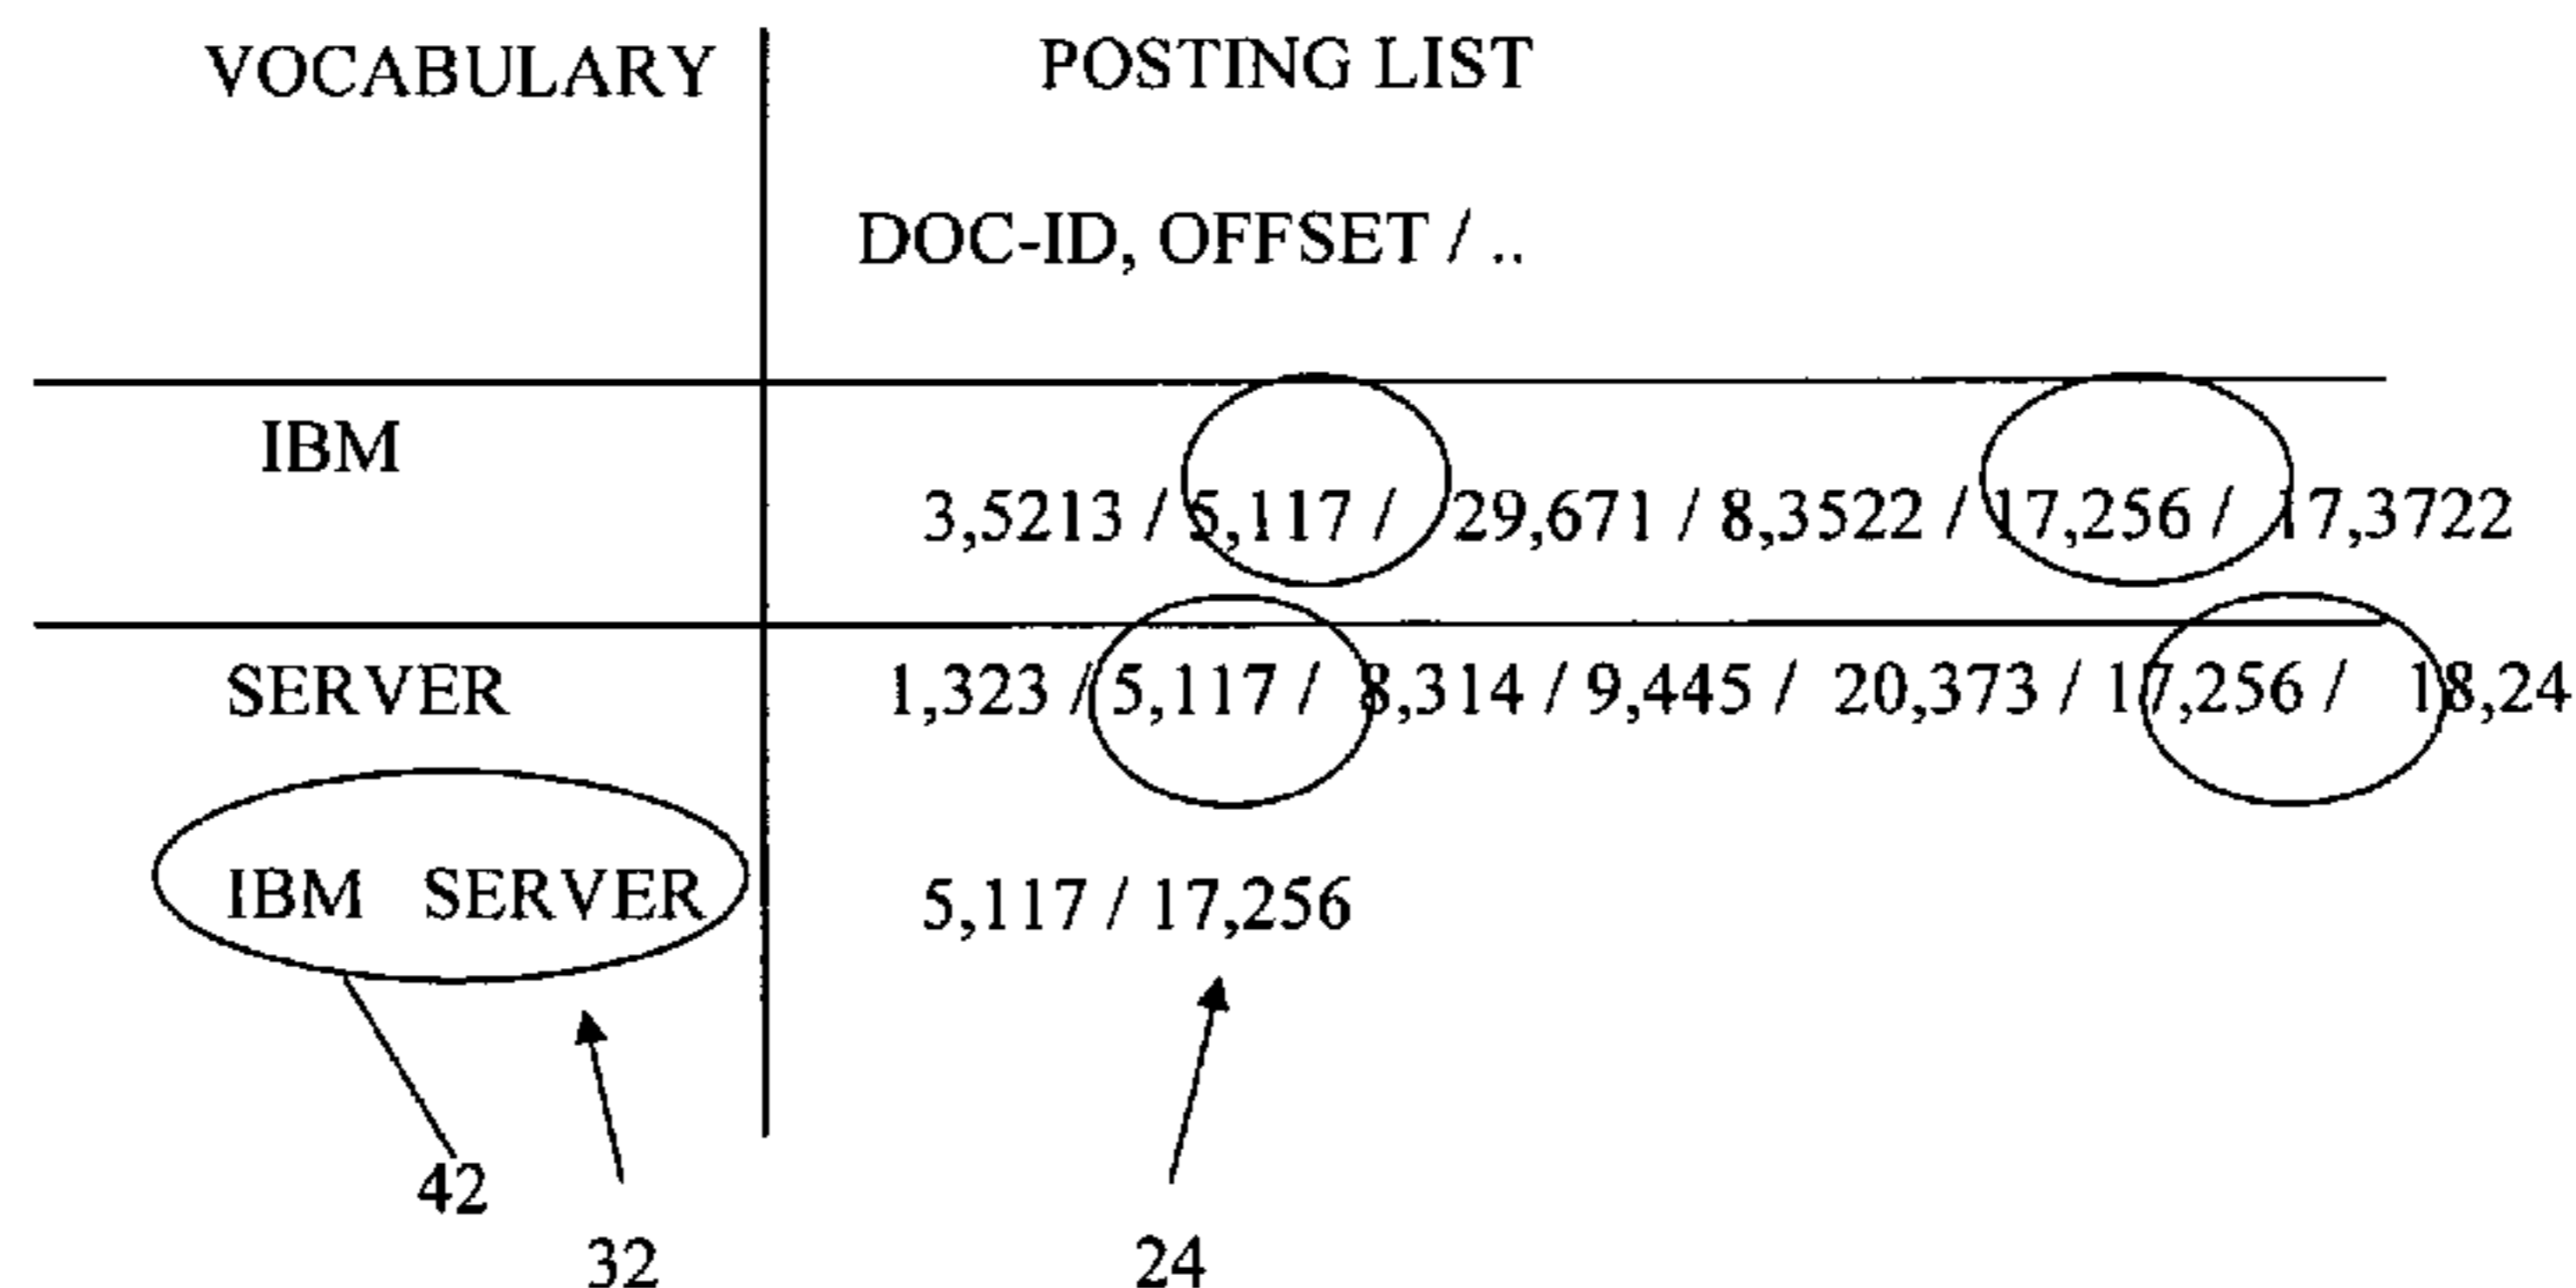 VOCABULARY POSTING LIST
DOC-ID, OFFSET / ..
IBM
3,5213 / 5,117 / 29,671 / 8,3522 / 17,256 / 17,3722
SERVER 1,323 / 5,117 / 8,314 / 9,445 / 20,373 / 17,256 / 18,24
IBM SERVER 5,117 / 17,256
42
32 24